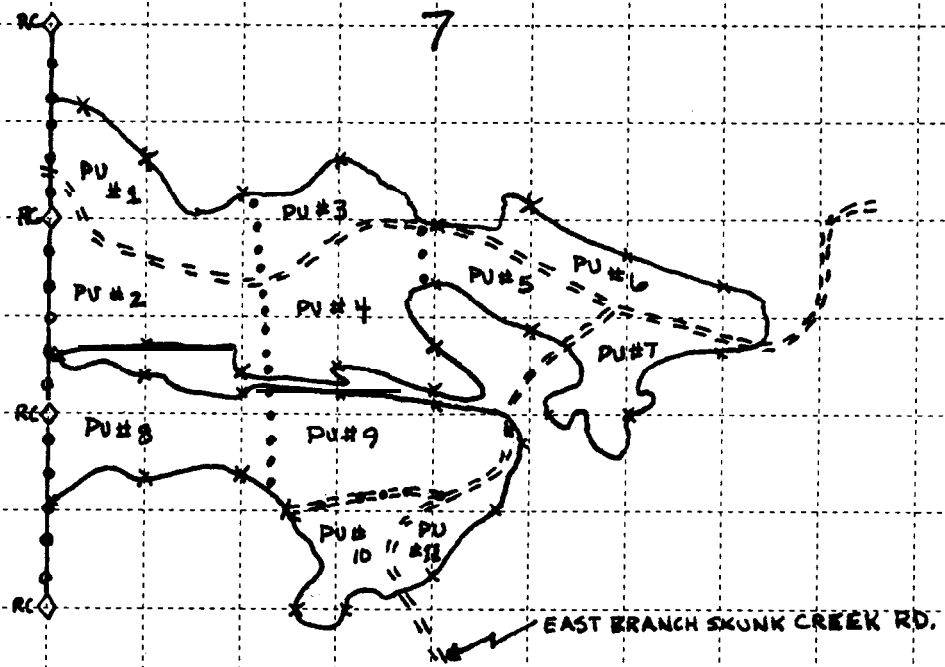 RC
7
PU
#1
PU#3
RC
PU #5
PU #6
PU #2
PU# 4
PU#7
RC
PU# 8
PU#9
PU#
10
PU
#11
RC
EAST BRANCH SKUNK CREEK RD.